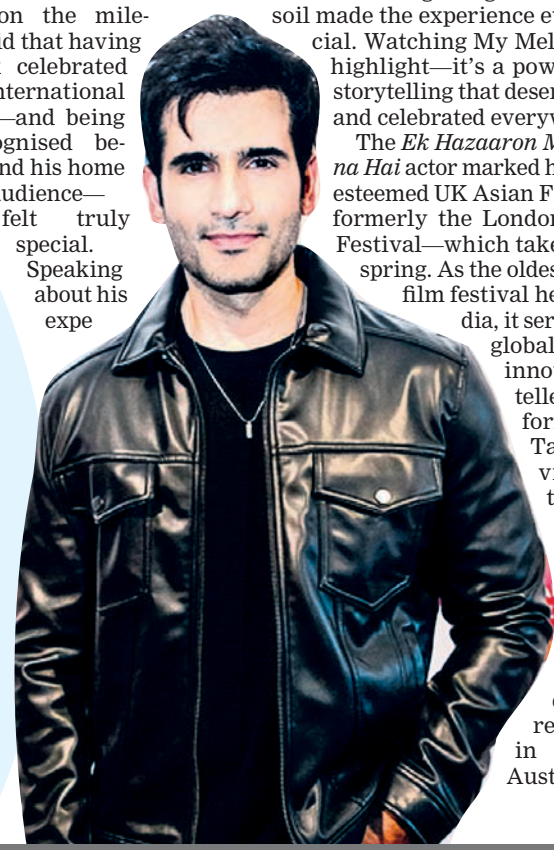 on the mile-
id that having
celebrated
nternational
—and being
ognised be-
nd his home
udience—
felt truly
special.
Speaking
about his
expe
soil made the experience e
cial. Watching My Mel
highlight—it's a pow
storytelling that deser
and celebrated everyw
The Ek Hazaaron M
na Hai actor marked h
esteemed UK Asian F
formerly the London
Festival—which take
spring. As the oldes
film festival he
dia, it ser
global
inno
telle
for
Ta
vi
t
re
in
Aust